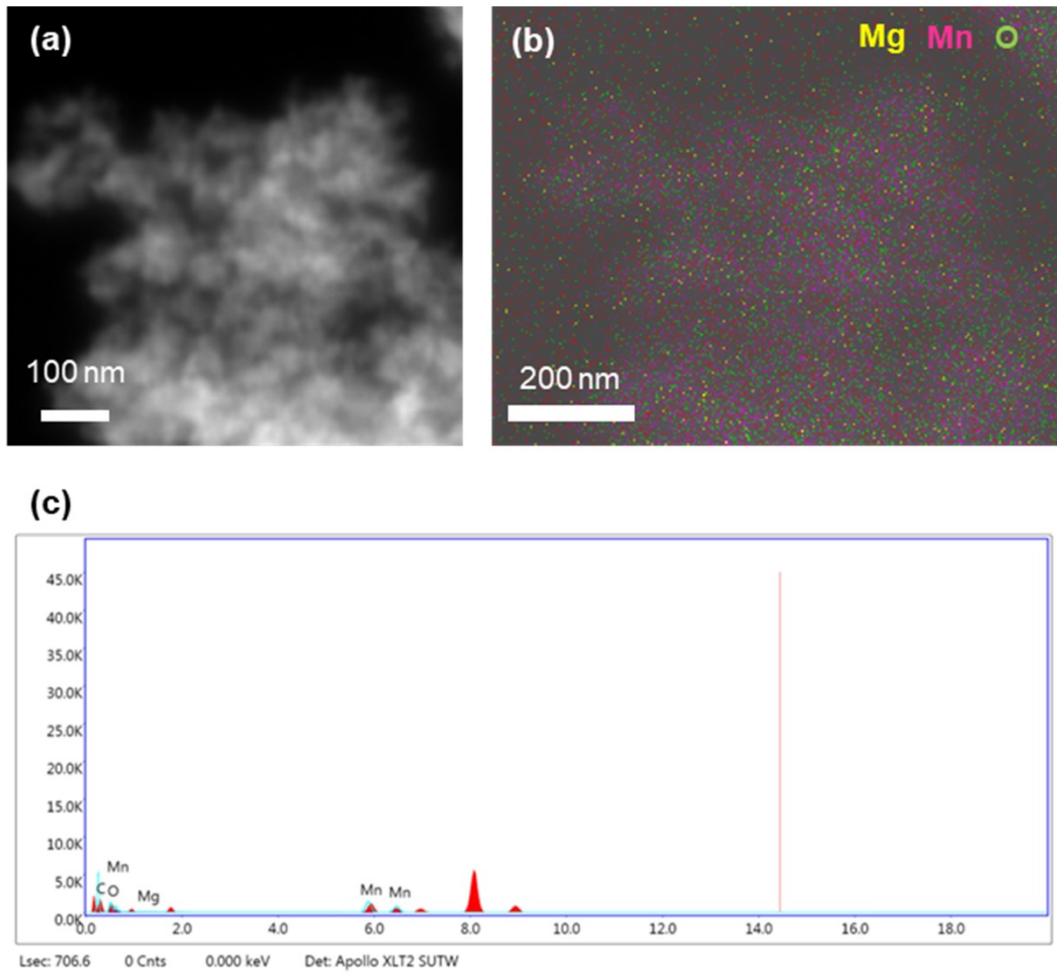 (a)
100 nm
(b)
Mg Mn O
200 nm
(c)
45.0K
40.0K
35.0K
30.0K
25.0K
20.0K
15.0K
10.0K
5.0K
0.0K
Mn
C O
Mg
Mn Mn
0.0 2.0 4.0 6.0 8.0 10.0 12.0 14.0 16.0 18.0
Lsec: 706.6 0 Cnts 0.000 keV Det: Apollo XLT2 SUTW